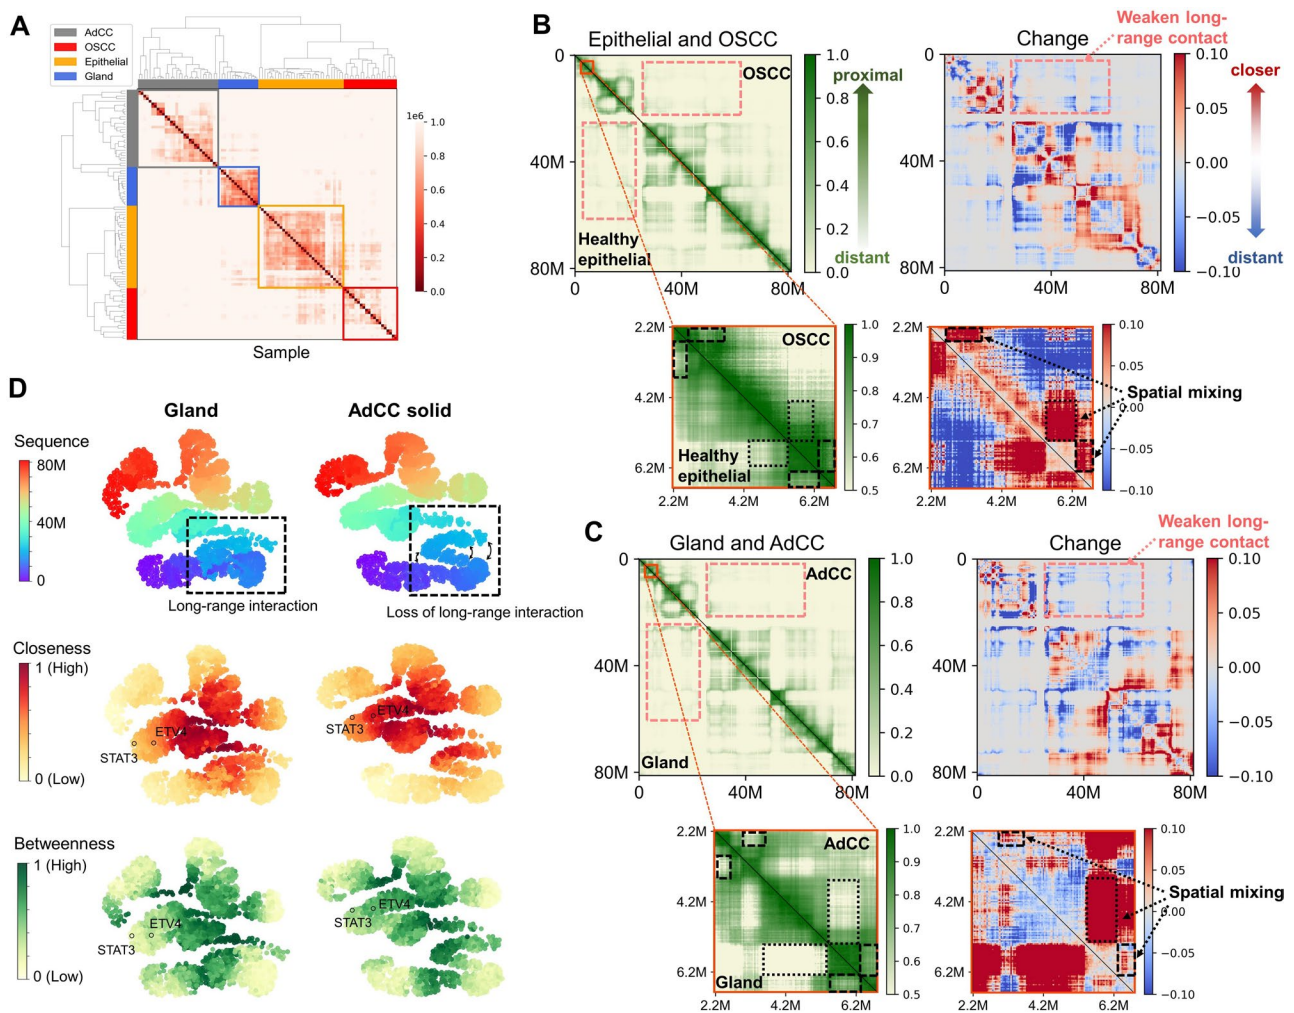 A
AdCC
OSCC
Epithelial
Gland
1e6
1.0
0.8
0.6
0.4
0.2
0.0
Sample
B
Epithelial and OSCC
0
40M
80M
0
40M
80M
OSCC
Healthy
epithelial
1.0
0.8
0.6
0.4
0.2
0.0
proximal
distant
Weaken long-
range contact
Change
0
40M
80M
0
40M
80M
0.10
0.05
0.00
−0.05
−0.10
closer
distant
2.2M
4.2M
6.2M
2.2M
4.2M
6.2M
OSCC
Healthy
epithelial
1.0
0.9
0.8
0.7
0.6
0.5
2.2M
4.2M
6.2M
2.2M
4.2M
6.2M
0.10
0.05
0.00
−0.05
−0.10
Spatial mixing
C
Gland and AdCC
0
40M
80M
0
40M
80M
AdCC
Gland
1.0
0.8
0.6
0.4
0.2
0.0
Weaken long-
range contact
Change
0
40M
80M
0
40M
80M
0.10
0.05
0.00
−0.05
−0.10
2.2M
4.2M
6.2M
2.2M
4.2M
6.2M
AdCC
Gland
1.0
0.9
0.8
0.7
0.6
0.5
2.2M
4.2M
6.2M
2.2M
4.2M
6.2M
0.10
0.05
0.00
−0.05
−0.10
Spatial mixing
D
Gland
AdCC solid
Sequence
80M
40M
0
Long-range interaction
Loss of long-range interaction
Closeness
1 (High)
0 (Low)
ETV4
STAT3
ETV4
STAT3
Betweenness
1 (High)
0 (Low)
ETV4
STAT3
ETV4
STAT3